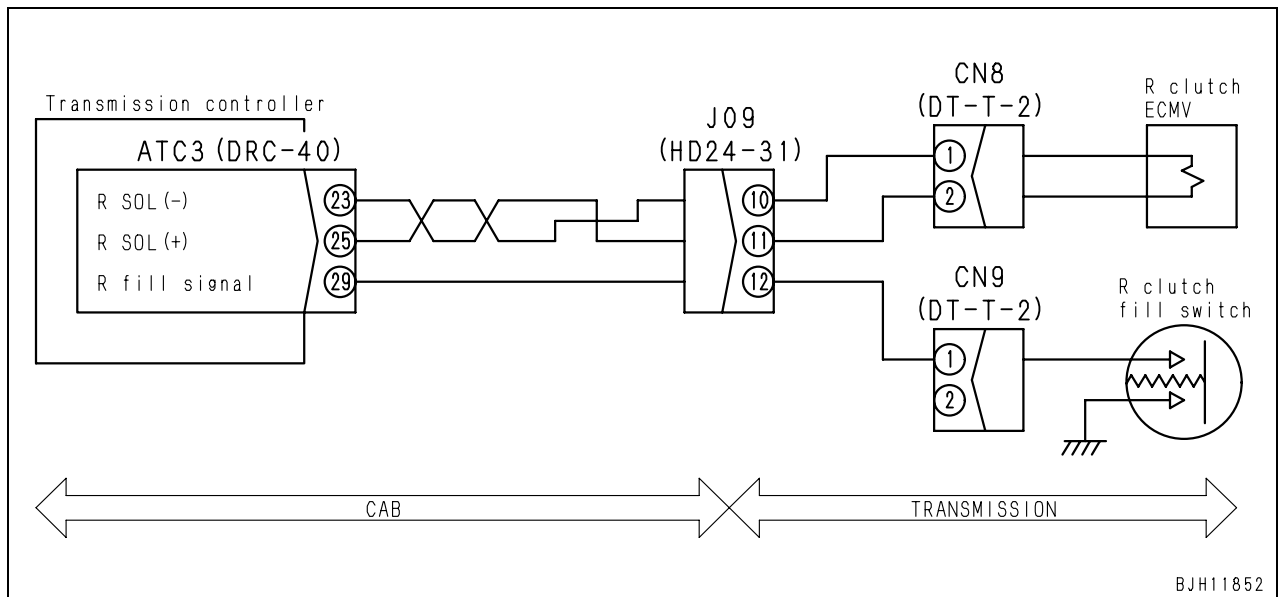 Transmission controller
ATC3 (DRC-40)
R SOL (-)
R SOL (+)
R fill signal
23
25
29
J09
(HD24-31)
10
11
12
CN8
(DT-T-2)
1
2
R clutch
ECMV
CN9
(DT-T-2)
1
2
R clutch
fill switch
CAB
TRANSMISSION
BJH11852